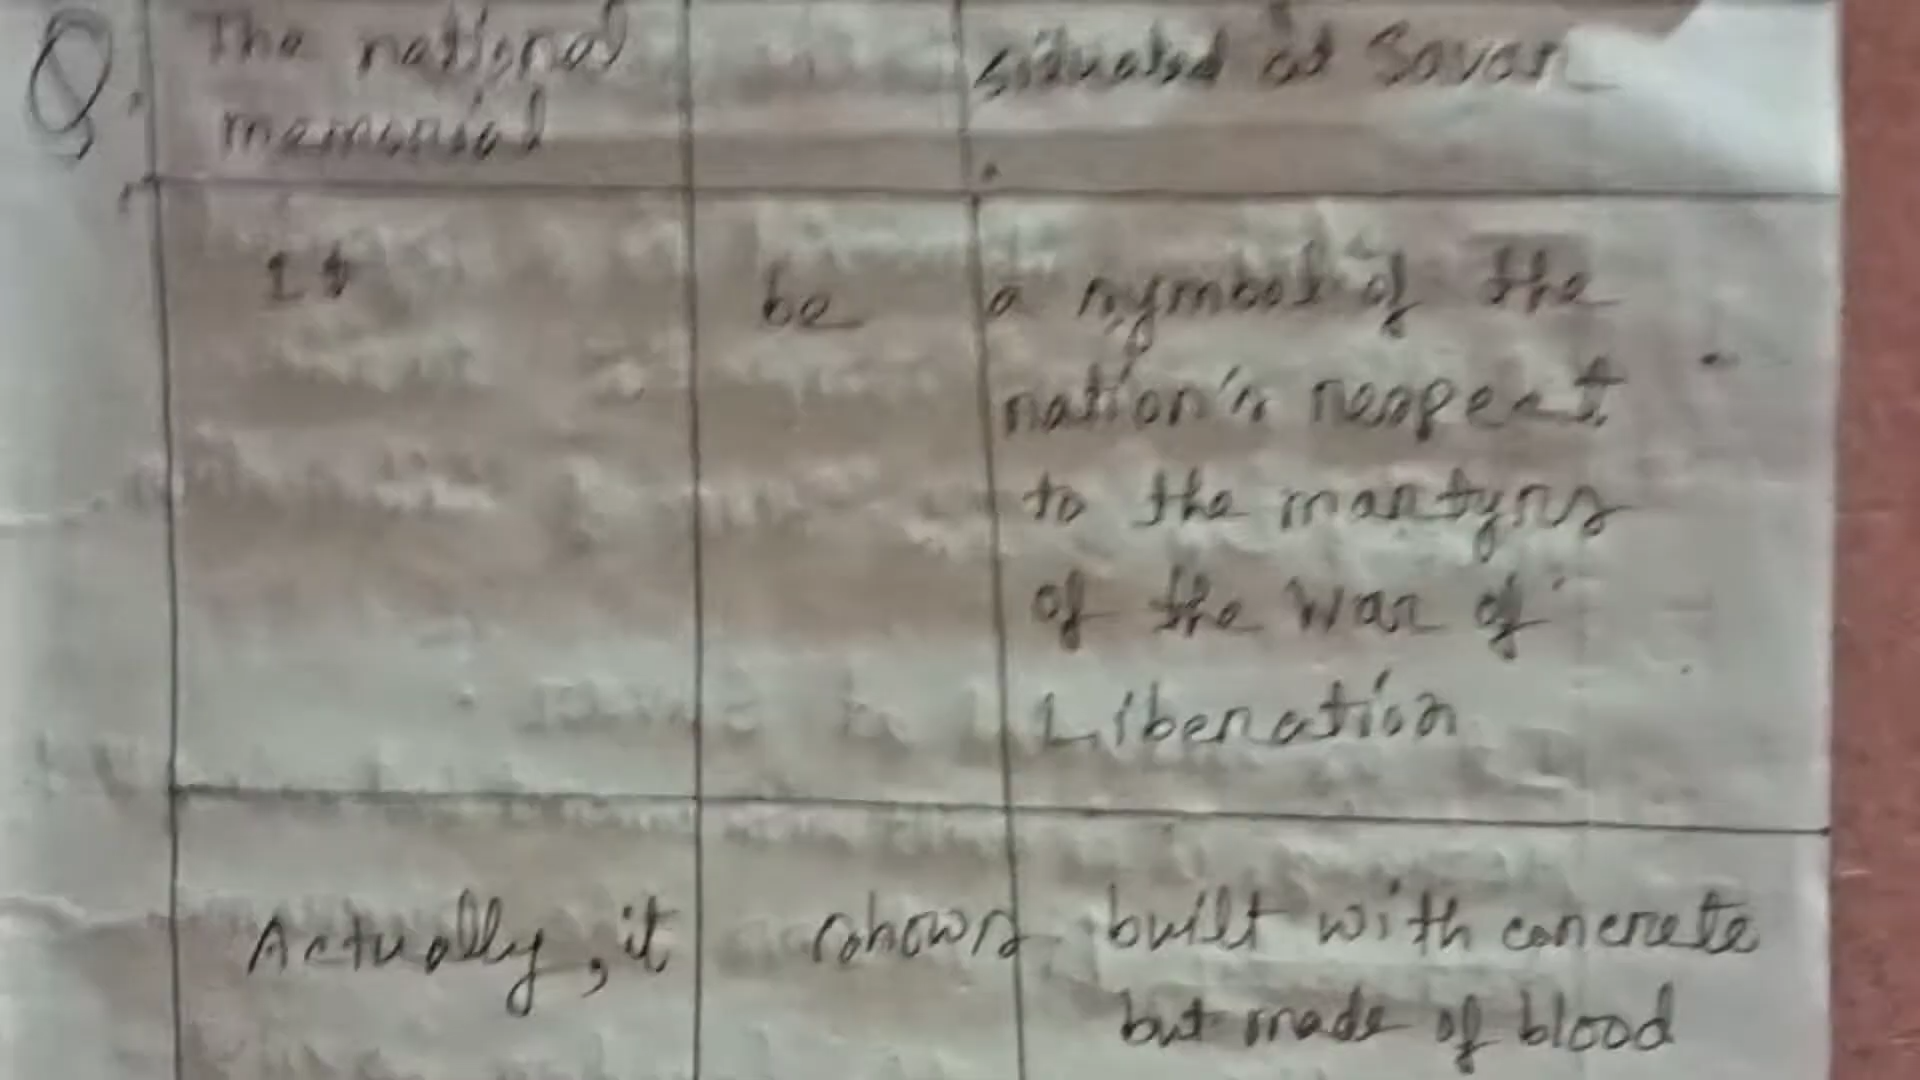 Q. The national situated at Savar
memorial
It be a symbol of the
nation's respect
to the martyrs
of the war of
Liberation
Actually, it shows built with concrete
but made of blood